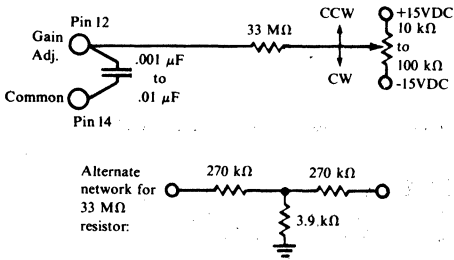 Pin 12
Gain
Adj.
.001 µF
to
.01 µF
Common
Pin 14
33 MΩ
CCW
CW
+15VDC
10 kΩ
to
100 kΩ
-15VDC
Alternate
network for
33 MΩ
resistor:
270 kΩ
270 kΩ
3.9 kΩ